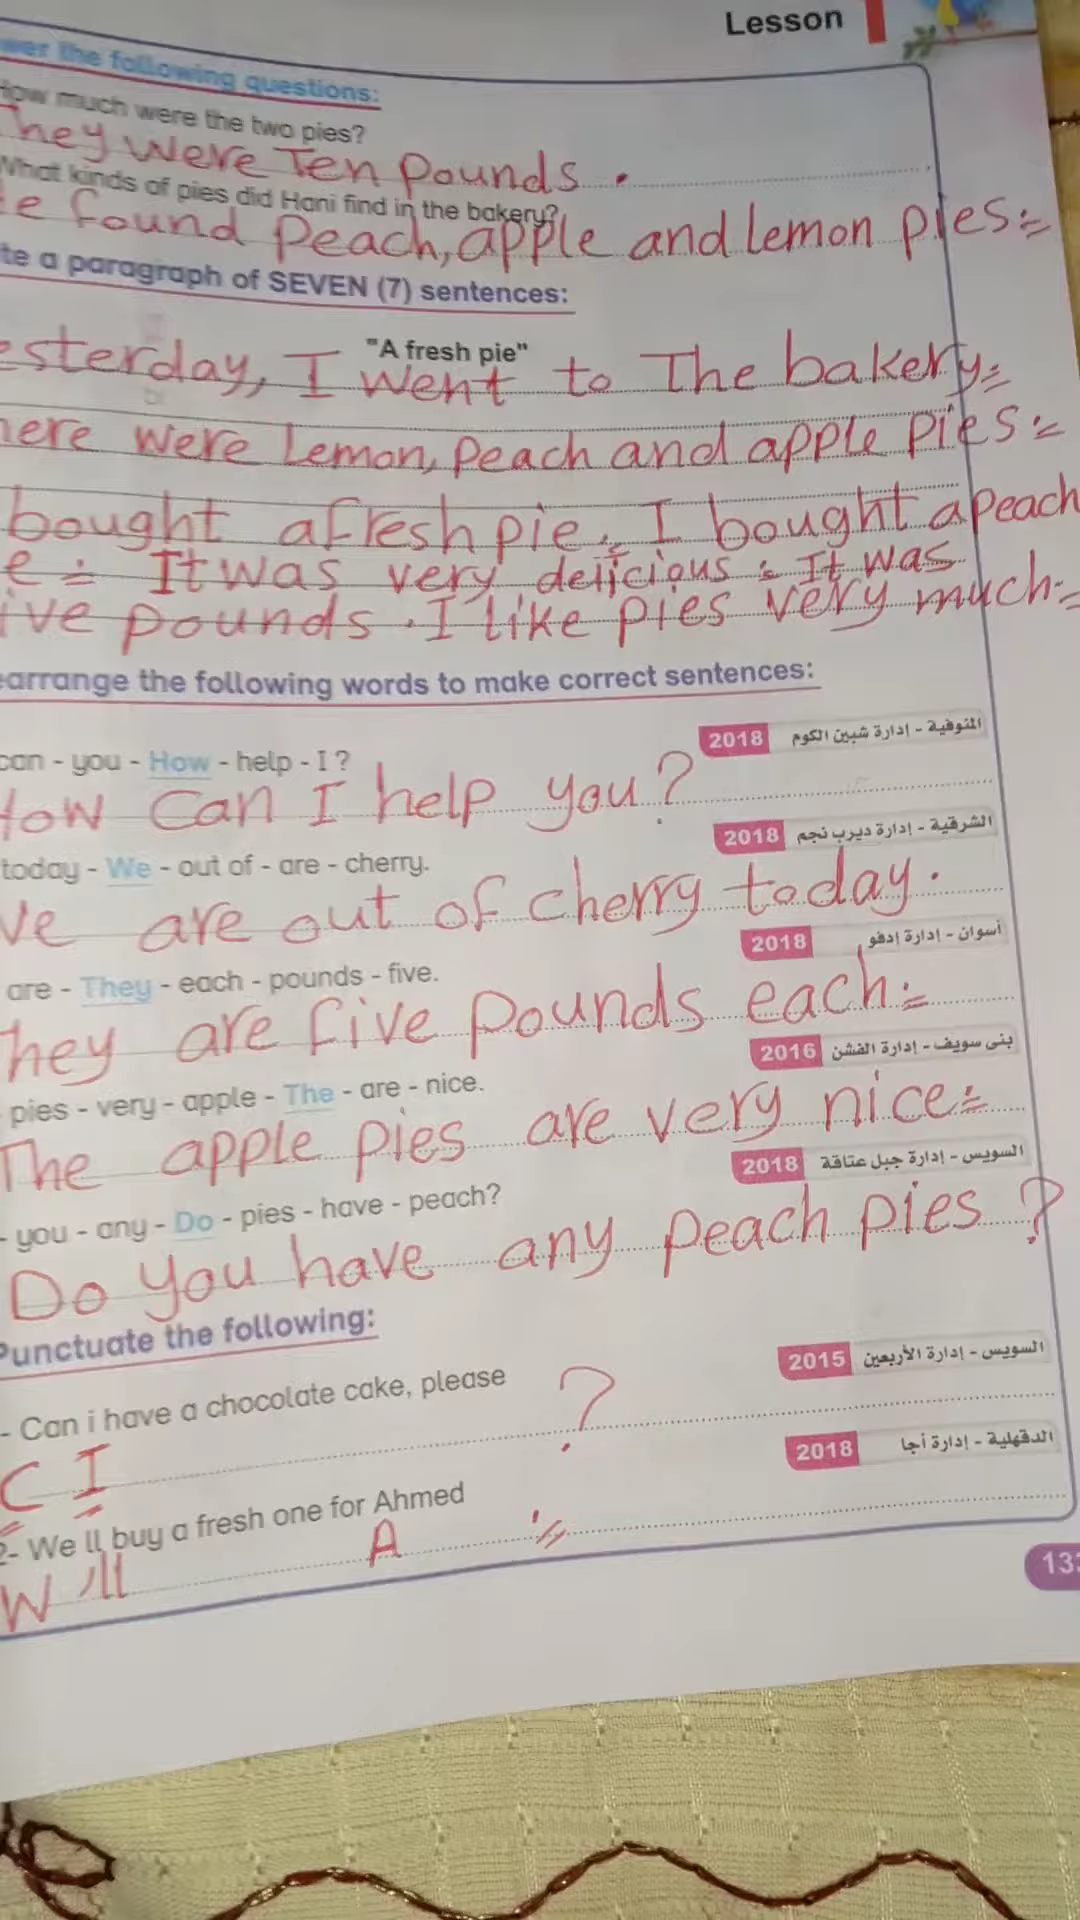 Lesson
the following questions:
How much were the two pies?
They were Ten Pounds.
What kinds of pies did Hani find in the bakery?
found Peach, apple and lemon pies.
te a paragraph of SEVEN (7) sentences:
"A fresh pie"
esterday, I went to The bakery.
here were Lemon, Peach and apple Pies.
bought a fresh pie. I bought a peach
e. It was very delicious. It was
ive pounds. I like pies very much.
earrange the following words to make correct sentences:
can - you - How - help - I ?
2018 المنوفية - إدارة شبين الكوم
How Can I help you?
today - We - out of - are - cherry.
2018 الشرقية - إدارة ديرب نجم
We are out of cherry today.
are - They - each - pounds - five.
2018 أسوان - إدارة إدفو
They are five Pounds each.
pies - very - apple - The - are - nice.
2016 بنى سويف - إدارة الفشن
The apple pies are very nice.
- you - any - Do - pies - have - peach?
2018 السويس - إدارة جبل عتاقة
Do you have any Peach pies ?
Punctuate the following:
- Can i have a chocolate cake, please
2015 السويس - إدارة الأربعين
C I ?
2- We ll buy a fresh one for Ahmed
2018 الدقهلية - إدارة أجا
W 'll A .
13